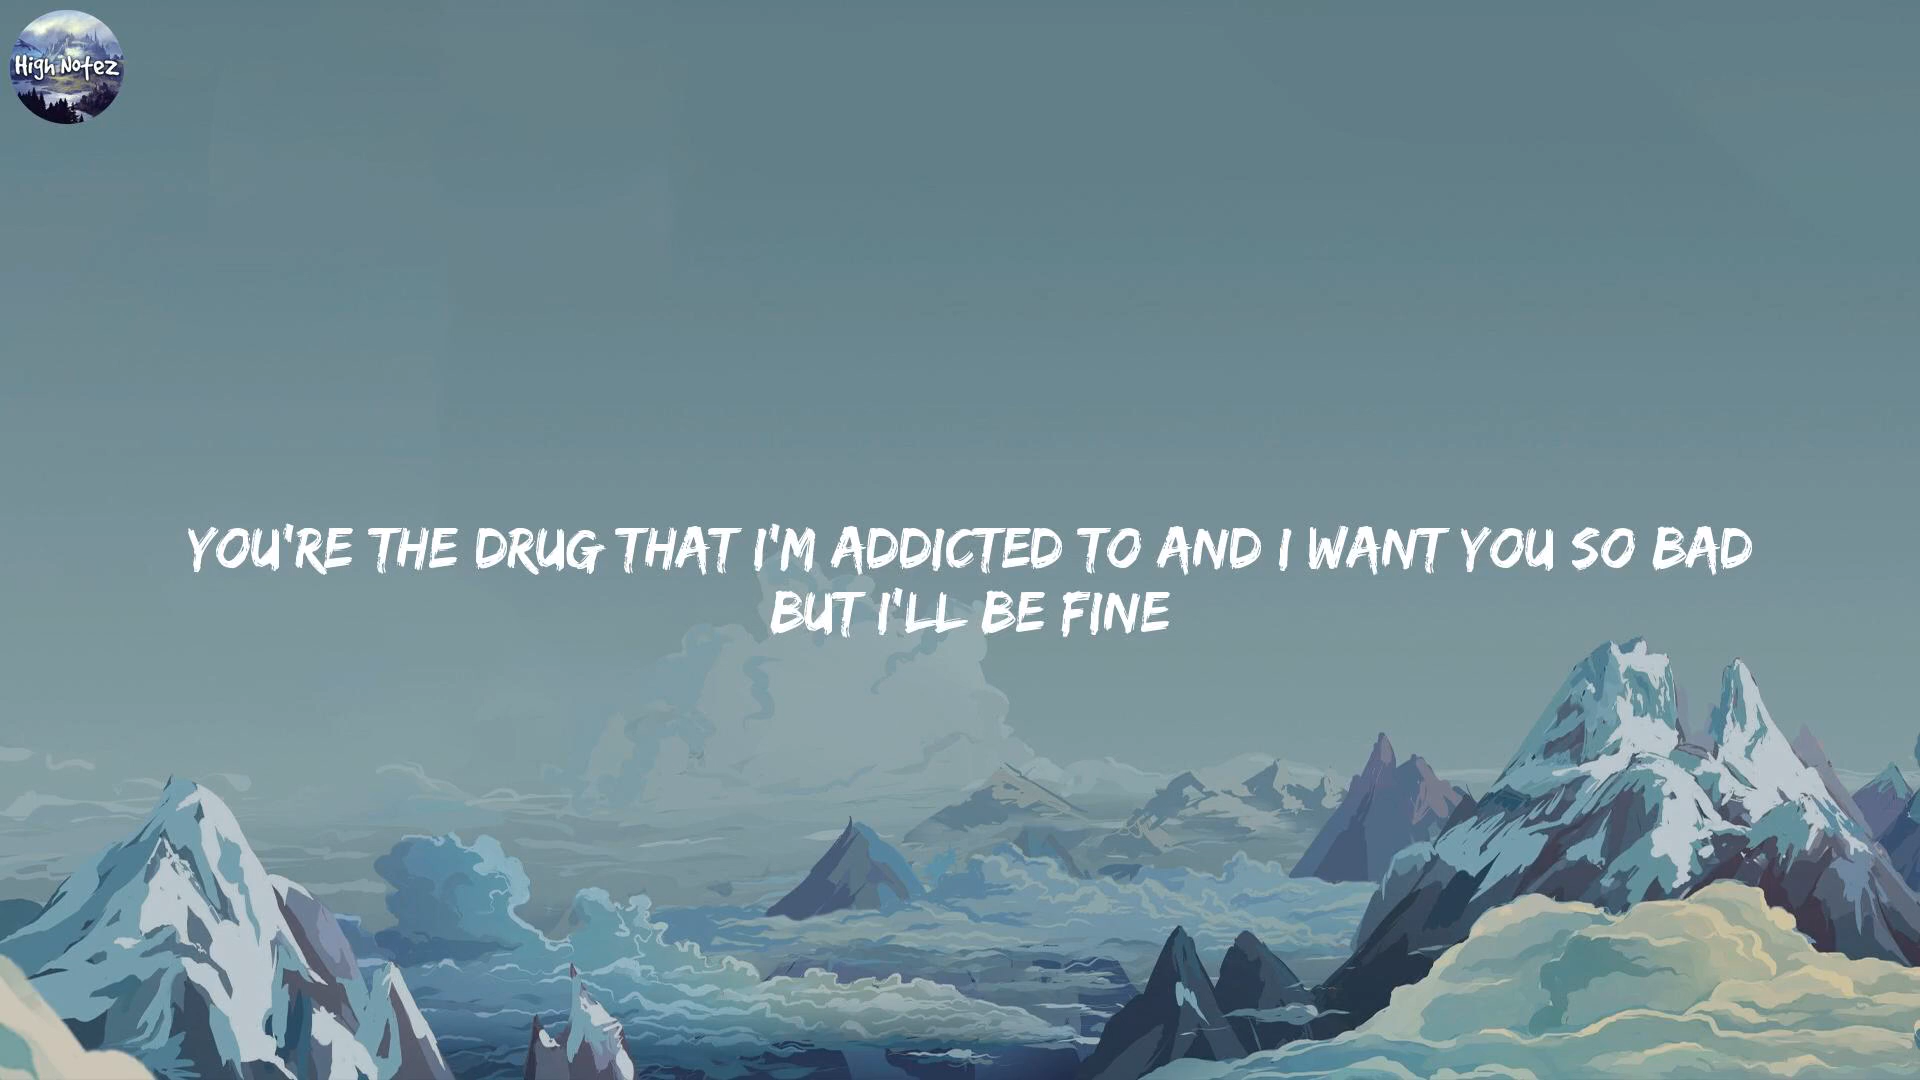 High Notez
YOU'RE THE DRUG THAT I'M ADDICTED TO AND I WANT YOU SO BAD
BUT I'LL BE FINE